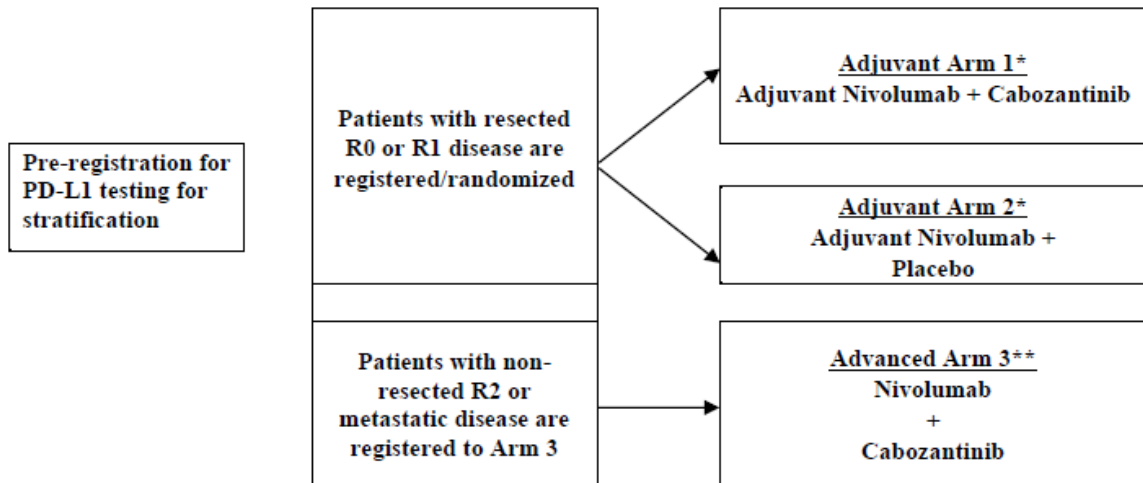 Pre-registration for
PD-L1 testing for
stratification
Patients with resected
R0 or R1 disease are
registered/randomized
Adjuvant Arm 1*
Adjuvant Nivolumab + Cabozantinib
Adjuvant Arm 2*
Adjuvant Nivolumab +
Placebo
Patients with non-
resected R2 or
metastatic disease are
registered to Arm 3
Advanced Arm 3**
Nivolumab
+
Cabozantinib